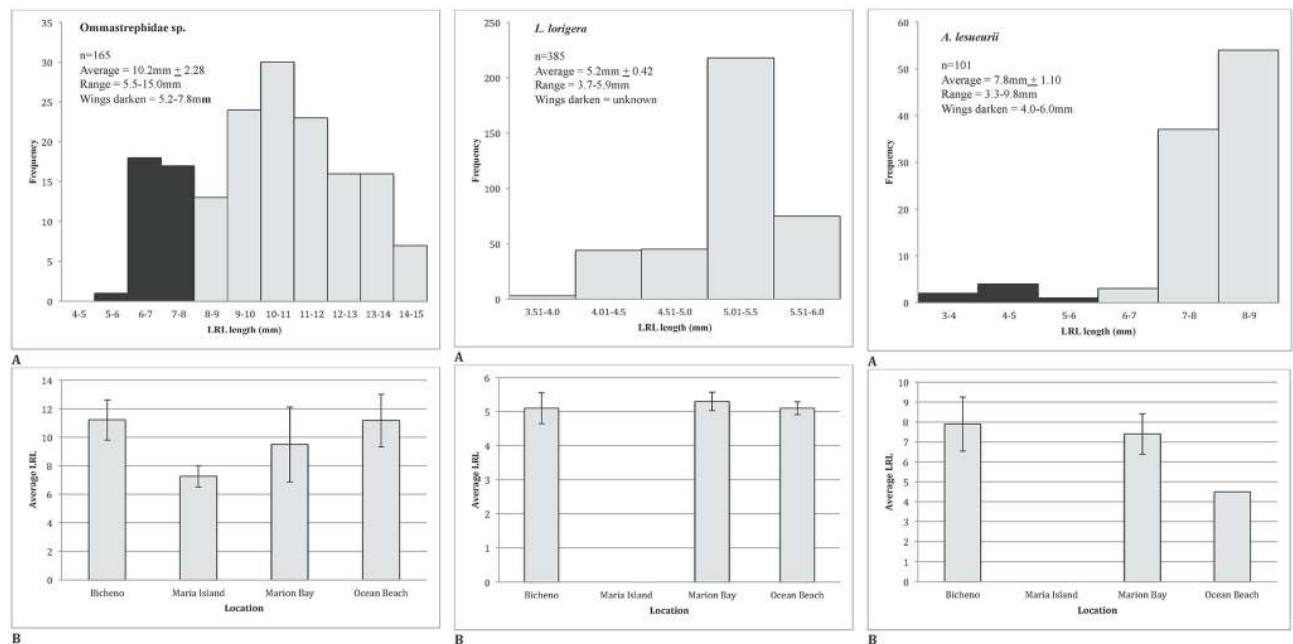 Ommastrephidae sp.
n=165
Average = 10.2mm + 2.28
Range = 5.5-15.0mm
Wings darken = 5.2-7.8mm
Frequency
35
30
25
20
15
10
5
0
4-5 5-6 6-7 7-8 8-9 9-10 10-11 11-12 12-13 13-14 14-15
LRL length (mm)
A
L. lorigera
n=385
Average = 5.2mm + 0.42
Range = 3.7-5.9mm
Wings darken = unknown
Frequency
250
200
150
100
50
0
3.51-4.0 4.01-4.5 4.51-5.0 5.01-5.5 5.51-6.0
LRL length (mm)
A
A. lesueurii
n=101
Average = 7.8mm + 1.10
Range = 3.3-9.8mm
Wings darken = 4.0-6.0mm
Frequency
60
50
40
30
20
10
0
3-4 4-5 5-6 6-7 7-8 8-9
LRL length (mm)
A
Average LRL
14
12
10
8
6
4
2
0
Bicheno Maria Island Marion Bay Ocean Beach
Location
B
Average LRL
6
5
4
3
2
1
0
Bicheno Maria Island Marion Bay Ocean Beach
Location
B
Average LRL
10
9
8
7
6
5
4
3
2
1
0
Bicheno Maria Island Marion Bay Ocean Beach
Location
B